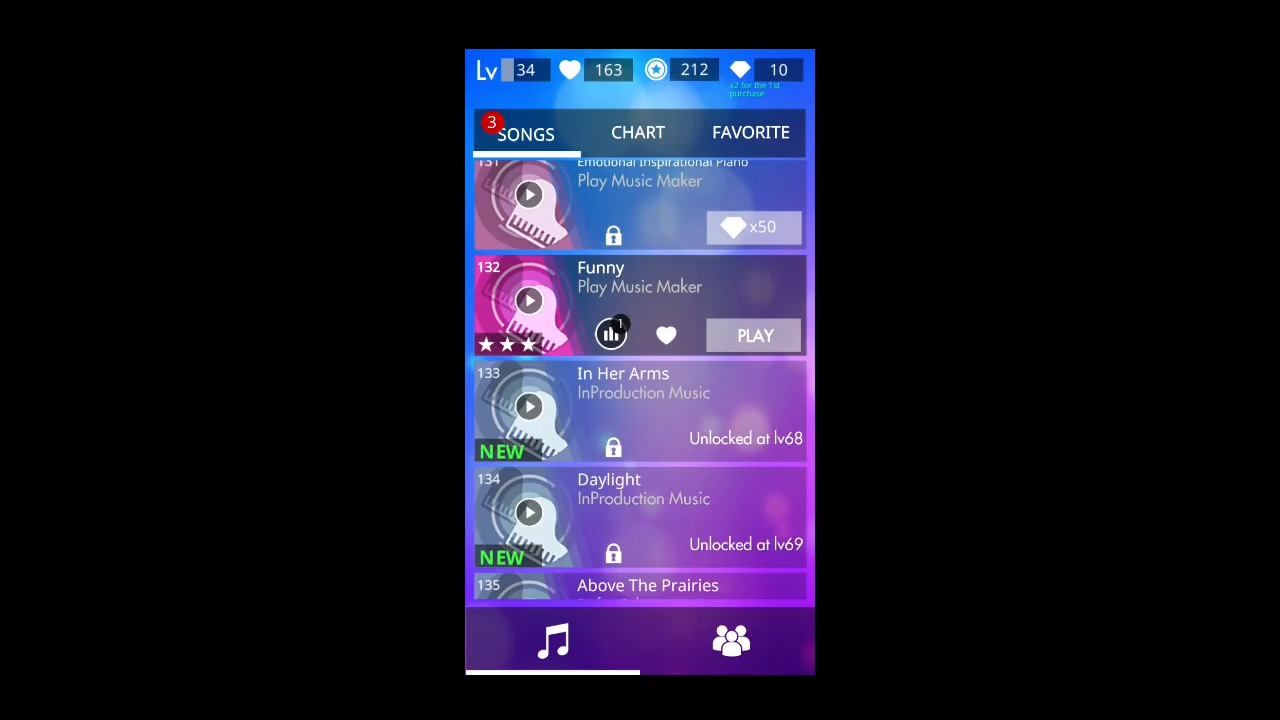 Lv 34 163 212 10
x2 for the 1st
purchase
3
SONGS CHART FAVORITE
131 Emotional Inspirational Piano
Play Music Maker
x50
132 Funny
Play Music Maker
1
PLAY
133 In Her Arms
InProduction Music
Unlocked at lv68
NEW
134 Daylight
InProduction Music
Unlocked at lv69
NEW
135 Above The Prairies